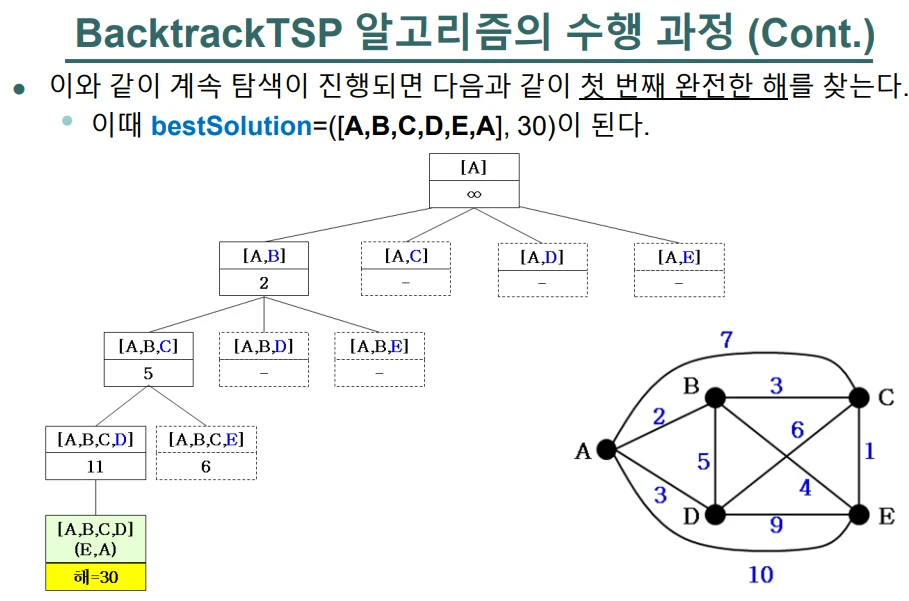 BacktrackTSP 알고리즘의 수행 과정 (Cont.)
이와 같이 계속 탐색이 진행되면 다음과 같이 첫 번째 완전한 해를 찾는다.
이때 bestSolution=([A,B,C,D,E,A], 30)이 된다.
[A]
∞
[A,B]
2
[A,C]
–
[A,D]
–
[A,E]
–
[A,B,C]
5
[A,B,D]
–
[A,B,E]
–
[A,B,C,D]
11
[A,B,C,E]
6
[A,B,C,D]
(E,A)
해=30
7
B
3
C
2
6
A
5
1
3
4
D
9
E
10